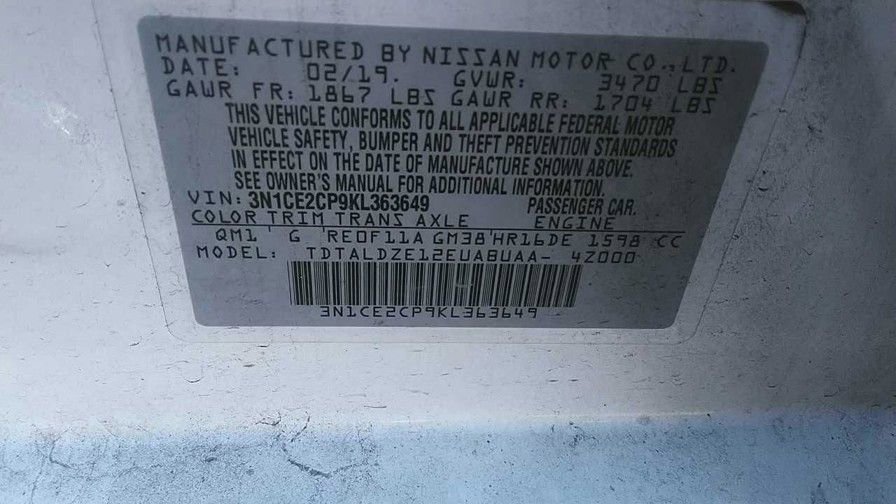 MANUFACTURED BY NISSAN MOTOR CO., LTD.
DATE: 02/19. GVWR: 3470 LBS
GAWR FR: 1867 LBS GAWR RR: 1704 LBS
THIS VEHICLE CONFORMS TO ALL APPLICABLE FEDERAL MOTOR
VEHICLE SAFETY, BUMPER AND THEFT PREVENTION STANDARDS
IN EFFECT ON THE DATE OF MANUFACTURE SHOWN ABOVE.
SEE OWNER'S MANUAL FOR ADDITIONAL INFORMATION.
VIN: 3N1CE2CP9KL363649 PASSENGER CAR.
COLOR TRIM TRANS AXLE ENGINE
QM1 G RE0F11A GM38 HR16DE 1598 CC
MODEL: TDTALDZE12EUABUAA- 4Z000
3N1CE2CP9KL363649